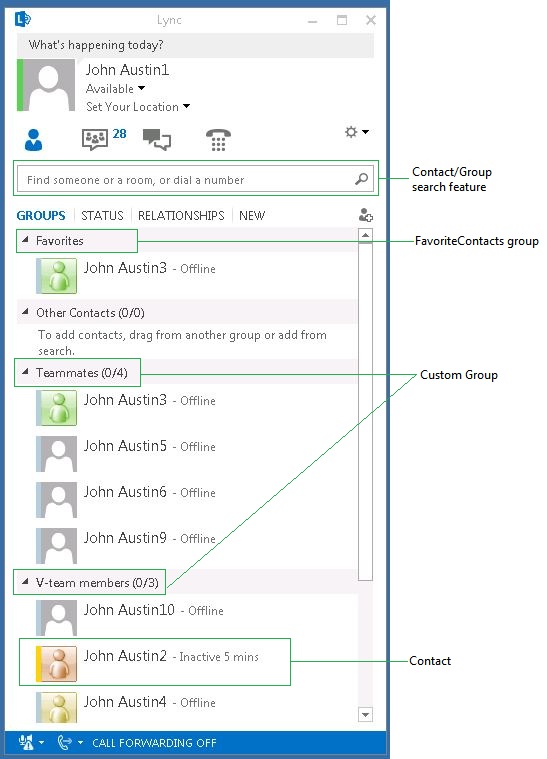 Lync
What's happening today?
John Austin1
Available
Set Your Location
28
Find someone or a room, or dial a number
Contact/Group
search feature
GROUPS STATUS RELATIONSHIPS NEW
Favorites
FavoriteContacts group
John Austin3 - Offline
Other Contacts (0/0)
To add contacts, drag from another group or add from
search.
Teammates (0/4)
Custom Group
John Austin3 - Offline
John Austin5 - Offline
John Austin6 - Offline
John Austin9 - Offline
V-team members (0/3)
John Austin10 - Offline
John Austin2 - Inactive 5 mins
Contact
John Austin4 - Offline
CALL FORWARDING OFF